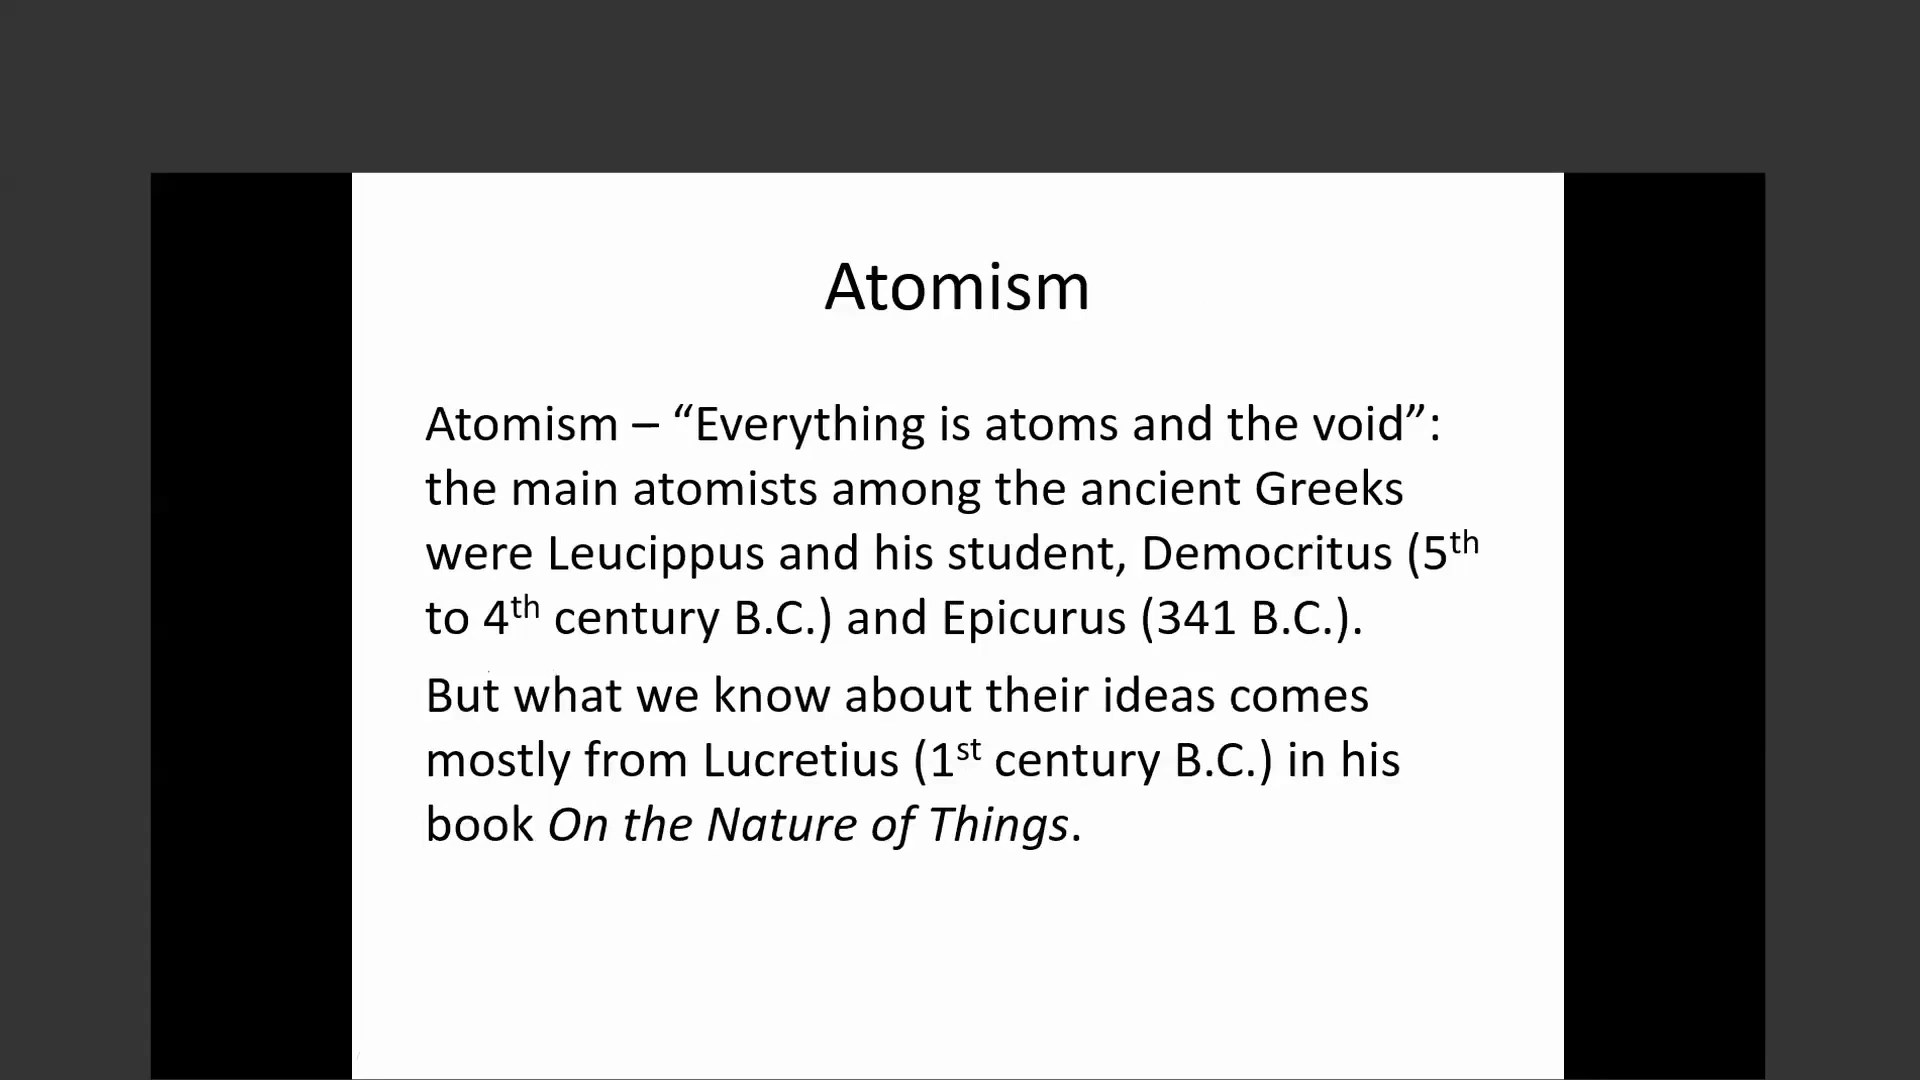 Atomism
Atomism – “Everything is atoms and the void”:
the main atomists among the ancient Greeks
were Leucippus and his student, Democritus (5th
to 4th century B.C.) and Epicurus (341 B.C.).
But what we know about their ideas comes
mostly from Lucretius (1st century B.C.) in his
book On the Nature of Things.